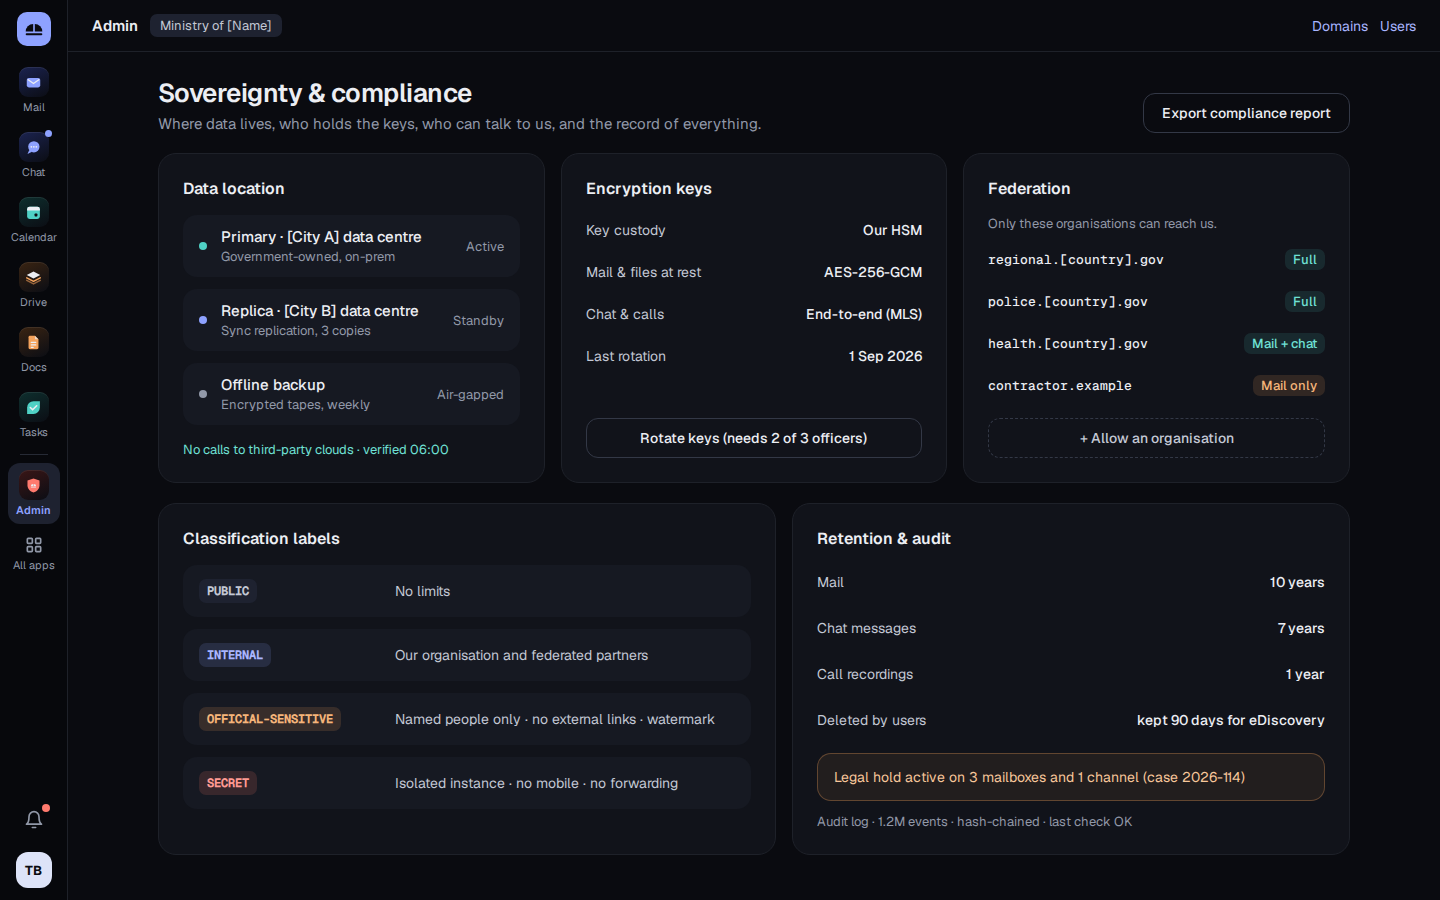 Admin
Ministry of [Name]
Domains
Users
Mail
Chat
Calendar
Drive
Docs
Tasks
Admin
All apps
TB
Sovereignty & compliance
Where data lives, who holds the keys, who can talk to us, and the record of everything.
Export compliance report
Data location
Primary · [City A] data centre
Government-owned, on-prem
Active
Replica · [City B] data centre
Sync replication, 3 copies
Standby
Offline backup
Encrypted tapes, weekly
Air-gapped
No calls to third-party clouds · verified 06:00
Encryption keys
Key custody
Our HSM
Mail & files at rest
AES-256-GCM
Chat & calls
End-to-end (MLS)
Last rotation
1 Sep 2026
Rotate keys (needs 2 of 3 officers)
Federation
Only these organisations can reach us.
regional.[country].gov
Full
police.[country].gov
Full
health.[country].gov
Mail + chat
contractor.example
Mail only
+ Allow an organisation
Classification labels
PUBLIC
No limits
INTERNAL
Our organisation and federated partners
OFFICIAL-SENSITIVE
Named people only · no external links · watermark
SECRET
Isolated instance · no mobile · no forwarding
Retention & audit
Mail
10 years
Chat messages
7 years
Call recordings
1 year
Deleted by users
kept 90 days for eDiscovery
Legal hold active on 3 mailboxes and 1 channel (case 2026-114)
Audit log · 1.2M events · hash-chained · last check OK